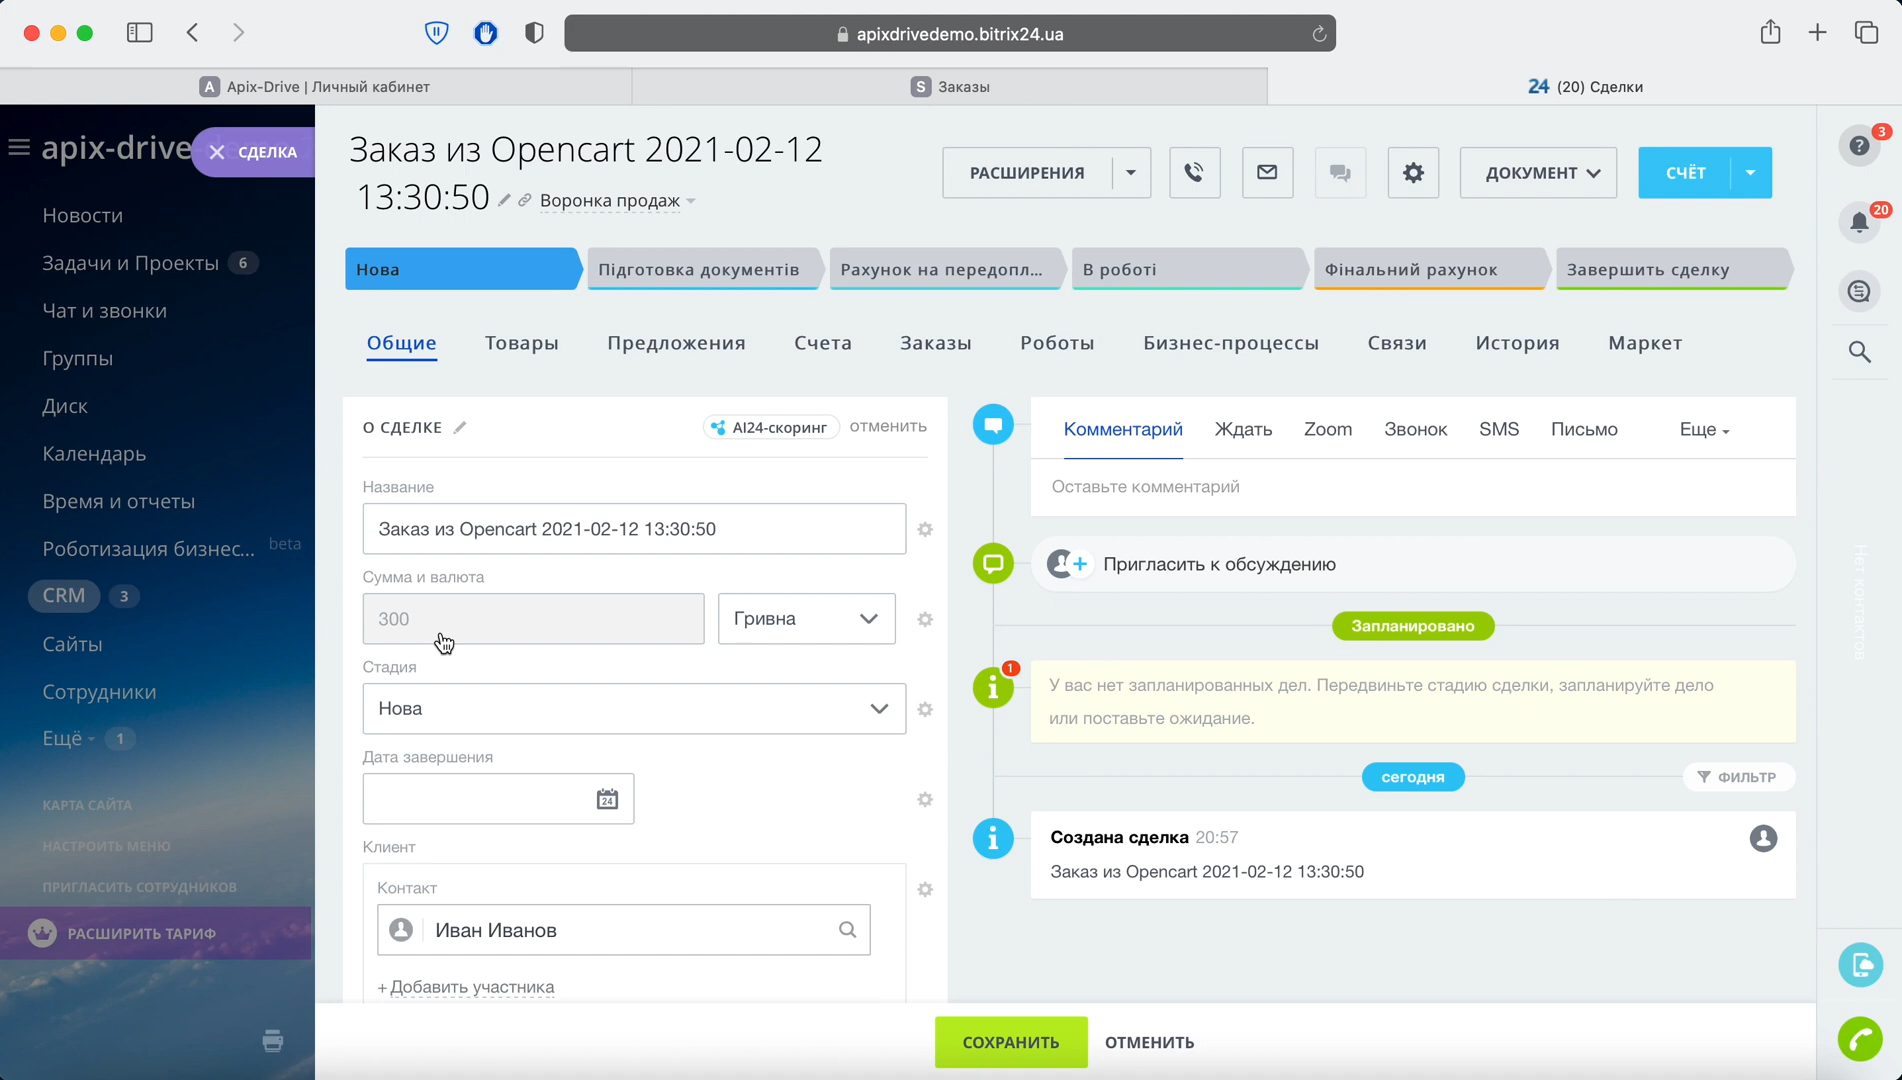 apixdrivedemo.bitrix24.ua
A Apix-Drive | Личный кабинет
S Заказы
24 (20) Сделки
apix-drive
СДЕЛКА
Новости
Задачи и Проекты 6
Чат и звонки
Группы
Диск
Календарь
Время и отчеты
Роботизация бизнес... beta
CRM 3
Сайты
Сотрудники
Ещё 1
КАРТА САЙТА
НАСТРОИТЬ МЕНЮ
ПРИГЛАСИТЬ СОТРУДНИКОВ
РАСШИРИТЬ ТАРИФ
Заказ из Opencart 2021-02-12
13:30:50 Воронка продаж
РАСШИРЕНИЯ
ДОКУМЕНТ
СЧЁТ
Нова
Підготовка документів
Рахунок на передопл...
В роботі
Фінальний рахунок
Завершить сделку
Общие
Товары
Предложения
Счета
Заказы
Роботы
Бизнес-процессы
Связи
История
Маркет
О СДЕЛКЕ
AI24-скоринг
отменить
Название
Заказ из Opencart 2021-02-12 13:30:50
Сумма и валюта
300
Гривна
Стадия
Нова
Дата завершения
24
Клиент
Контакт
Иван Иванов
+ Добавить участника
Комментарий
Ждать
Zoom
Звонок
SMS
Письмо
Еще
Оставьте комментарий
Пригласить к обсуждению
Запланировано
1
У вас нет запланированных дел. Передвиньте стадию сделки, запланируйте дело
или поставьте ожидание.
сегодня
ФИЛЬТР
Создана сделка 20:57
Заказ из Opencart 2021-02-12 13:30:50
СОХРАНИТЬ
ОТМЕНИТЬ
3
20
Нет контактов